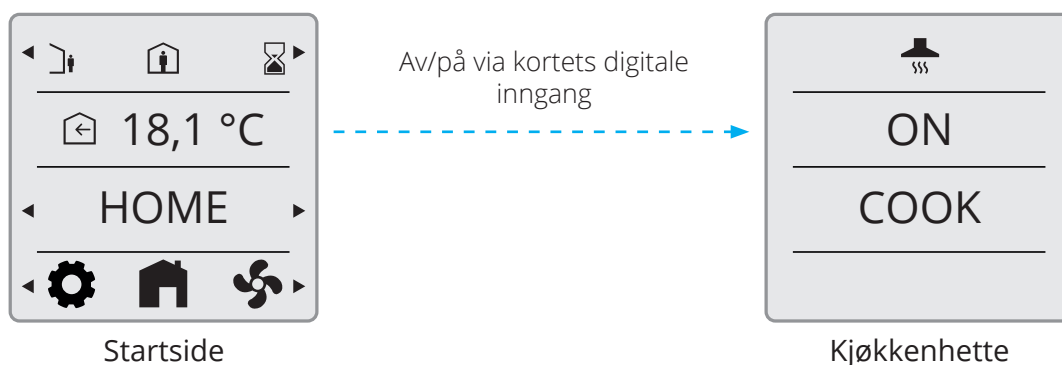 Av/på via kortets digitale
inngang
18,1 °C
HOME
Startside
ON
COOK
Kjøkkenhette